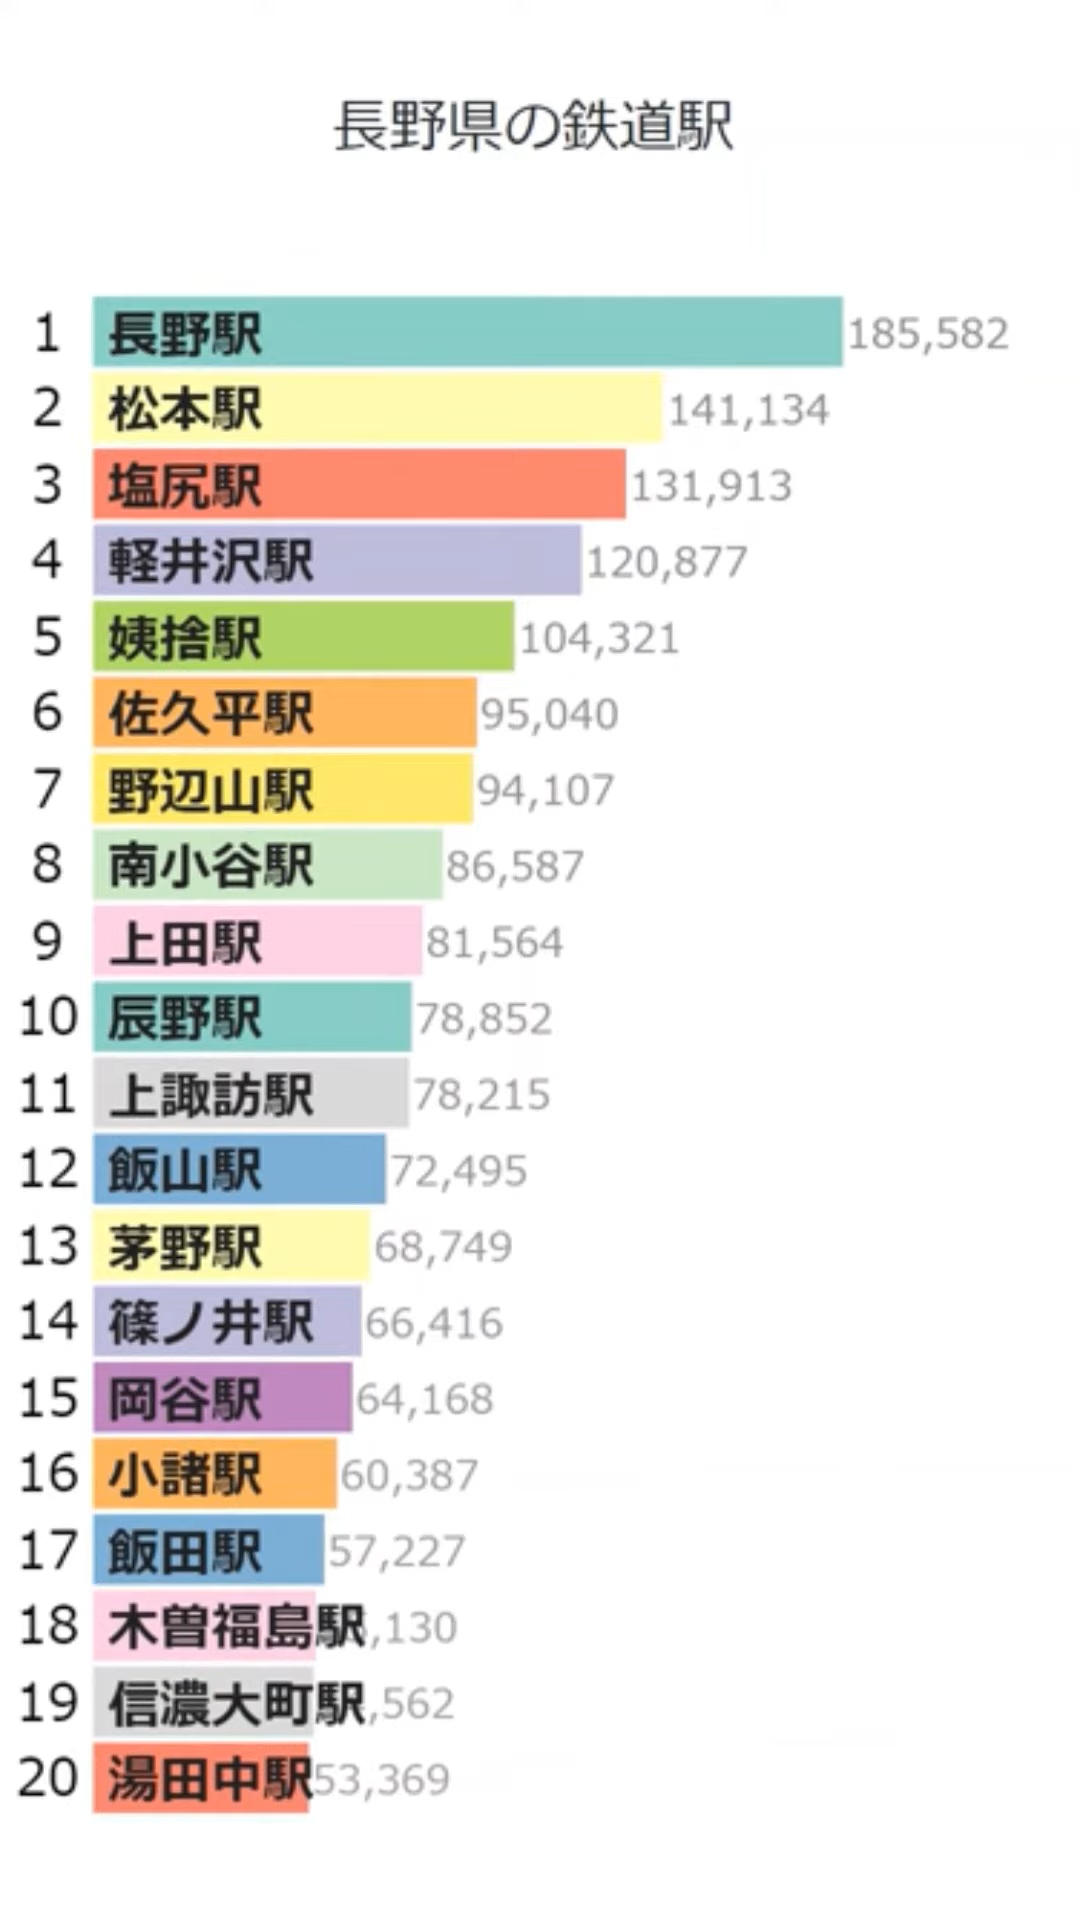 長野県の鉄道駅
1 長野駅 185,582
2 松本駅 141,134
3 塩尻駅 131,913
4 軽井沢駅 120,877
5 姨捨駅 104,321
6 佐久平駅 95,040
7 野辺山駅 94,107
8 南小谷駅 86,587
9 上田駅 81,564
10 辰野駅 78,852
11 上諏訪駅 78,215
12 飯山駅 72,495
13 茅野駅 68,749
14 篠ノ井駅 66,416
15 岡谷駅 64,168
16 小諸駅 60,387
17 飯田駅 57,227
18 木曽福島駅 ,130
19 信濃大町駅 ,562
20 湯田中駅 53,369